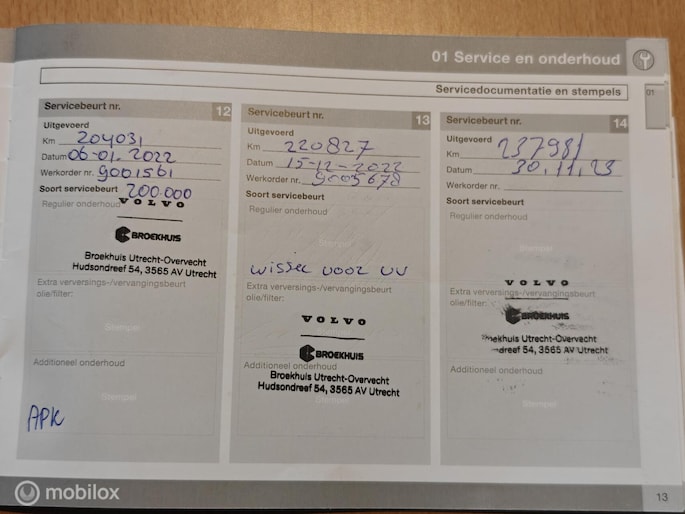 01 Service en onderhoud
Servicedocumentatie en stempels
01
Servicebeurt nr. 12
Uitgevoerd
Km 204031
Datum 06-01-2022
Werkorder nr. 9001561
Soort servicebeurt 200.000
Regulier onderhoud
VOLVO
BROEKHUIS
Broekhuis Utrecht-Overvecht
Hudsondreef 54, 3565 AV Utrecht
Extra verversings-/vervangingsbeurt
olie/filter:
Stempel
Additioneel onderhoud
Stempel
APK
Servicebeurt nr. 13
Uitgevoerd
Km 220827
Datum 15-12-2022
Werkorder nr. 9005678
Soort servicebeurt
Regulier onderhoud
Stempel
wissel voor uv
Extra verversings-/vervangingsbeurt
olie/filter:
VOLVO
BROEKHUIS
Additioneel onderhoud
Broekhuis Utrecht-Overvecht
Hudsondreef 54, 3565 AV Utrecht
Stempel
Servicebeurt nr. 14
Uitgevoerd
Km 237981
Datum 30.11.23
Werkorder nr.
Soort servicebeurt
Regulier onderhoud
Stempel
VOLVO
Extra verversings-/vervangingsbeurt
olie/filter:
BROEKHUIS
Utrecht-Overvecht
54, 3565 AV Utrecht
Additioneel onderhoud
Stempel
13
mobilox